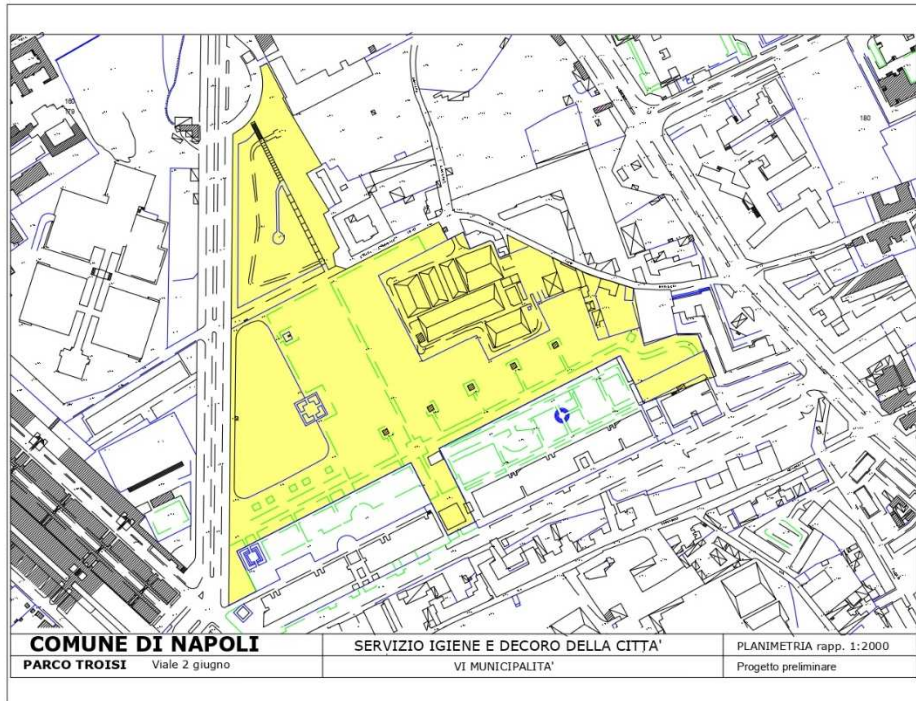 180
180
COMUNE DI NAPOLI
PARCO TROISI Viale 2 giugno
SERVIZIO IGIENE E DECORO DELLA CITTA'
VI MUNICIPALITA'
PLANIMETRIA rapp. 1:2000
Progetto preliminare